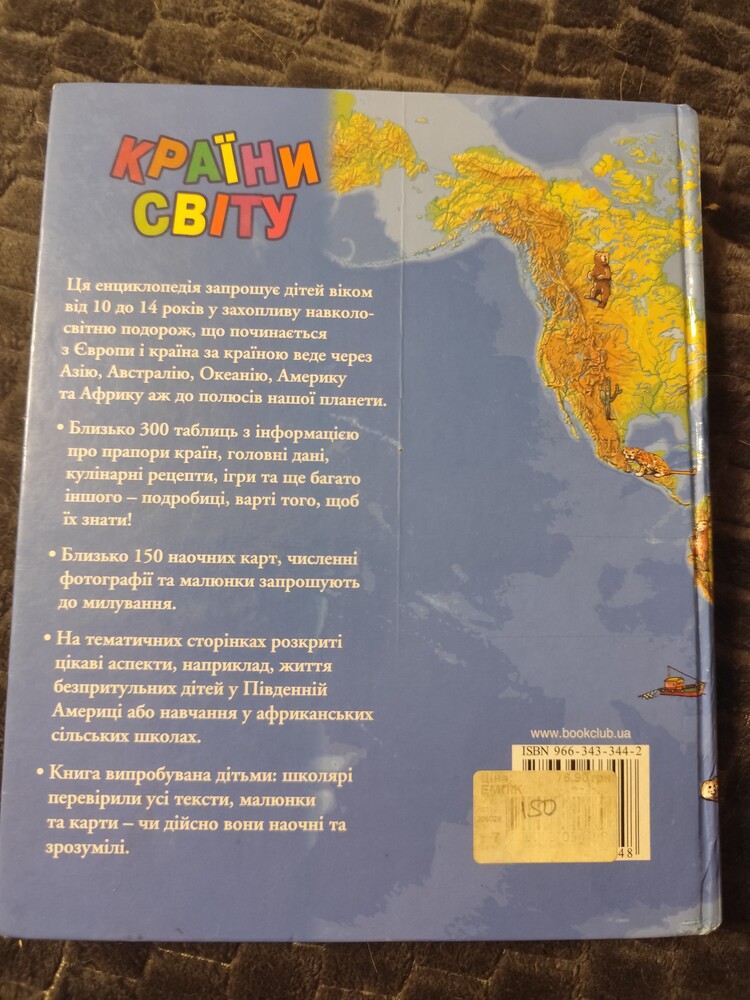 КРАЇНИ
СВІТУ
Ця енциклопедія запрошує дітей віком
від 10 до 14 років у захопливу навколо-
світню подорож, що починається
з Європи і країна за країною веде через
Азію, Австралію, Океанію, Америку
та Африку аж до полюсів нашої планети.
• Близько 300 таблиць з інформацією
про прапори країн, головні дані,
кулінарні рецепти, ігри та ще багато
іншого – подробиці, варті того, щоб
їх знати!
• Близько 150 наочних карт, численні
фотографії та малюнки запрошують
до милування.
• На тематичних сторінках розкриті
цікаві аспекти, наприклад, життя
безпритульних дітей у Південній
Америці або навчання у африканських
сільських школах.
• Книга випробувана дітьми: школярі
перевірили усі тексти, малюнки
та карти – чи дійсно вони наочні та
зрозумілі.
www.bookclub.ua
ISBN 966-343-344-2
ЦІНА 76.90 грн
150
48